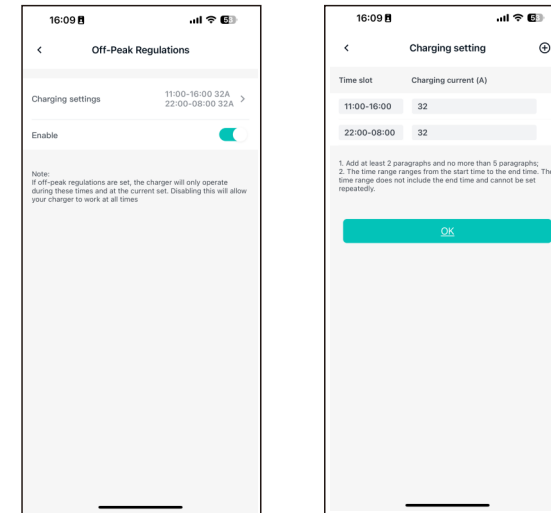 16:09
5
Off-Peak Regulations
Charging settings
11:00-16:00 32A
22:00-08:00 32A
Enable
Note:
If off-peak regulations are set, the charger will only operate
during these times and at the current set. Disabling this will allow
your charger to work at all times
16:09
5
Charging setting
Time slot Charging current (A)
11:00-16:00 32
22:00-08:00 32
1. Add at least 2 paragraphs and no more than 5 paragraphs;
2. The time range ranges from the start time to the end time. The
time range does not include the end time and cannot be set
repeatedly.
OK